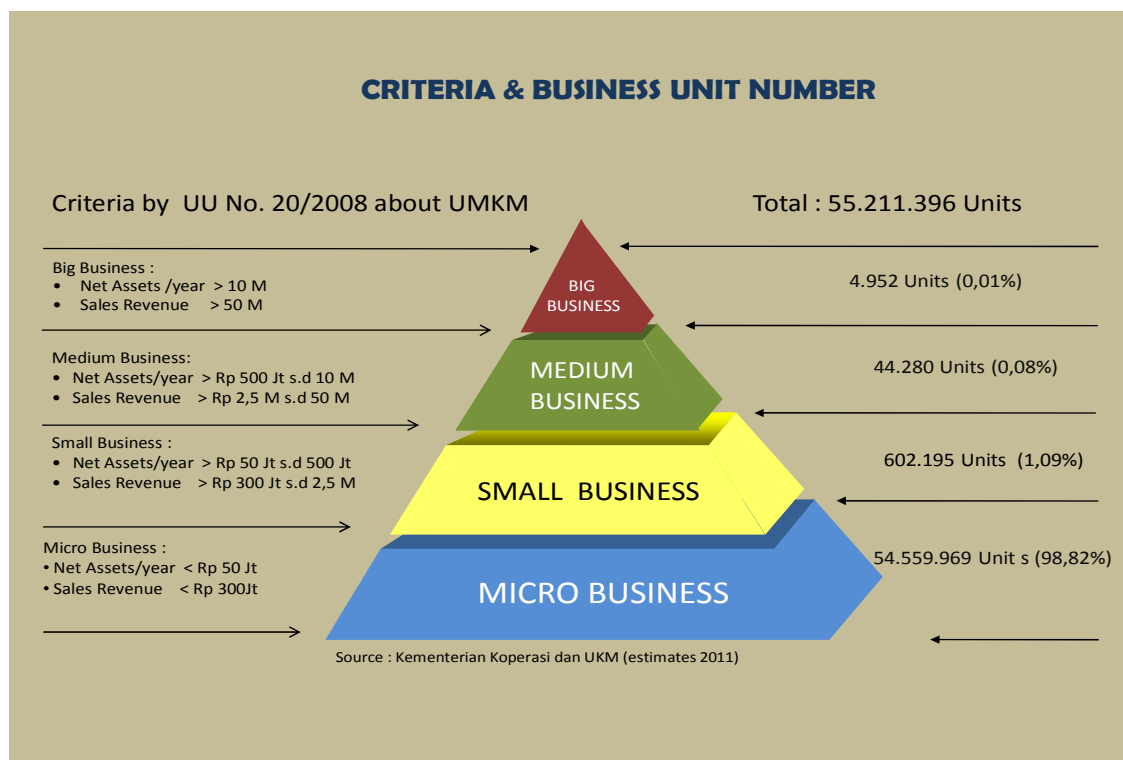 CRITERIA & BUSINESS UNIT NUMBER
Criteria by UU No. 20/2008 about UMKM
Total : 55.211.396 Units
Big Business :
• Net Assets /year > 10 M
• Sales Revenue > 50 M
BIG
BUSINESS
4.952 Units (0,01%)
Medium Business:
• Net Assets/year > Rp 500 Jt s.d 10 M
• Sales Revenue > Rp 2,5 M s.d 50 M
MEDIUM
BUSINESS
44.280 Units (0,08%)
Small Business :
• Net Assets/year > Rp 50 Jt s.d 500 Jt
• Sales Revenue > Rp 300 Jt s.d 2,5 M
SMALL BUSINESS
602.195 Units (1,09%)
Micro Business :
• Net Assets/year < Rp 50 Jt
• Sales Revenue < Rp 300Jt
MICRO BUSINESS
54.559.969 Unit s (98,82%)
Source : Kementerian Koperasi dan UKM (estimates 2011)